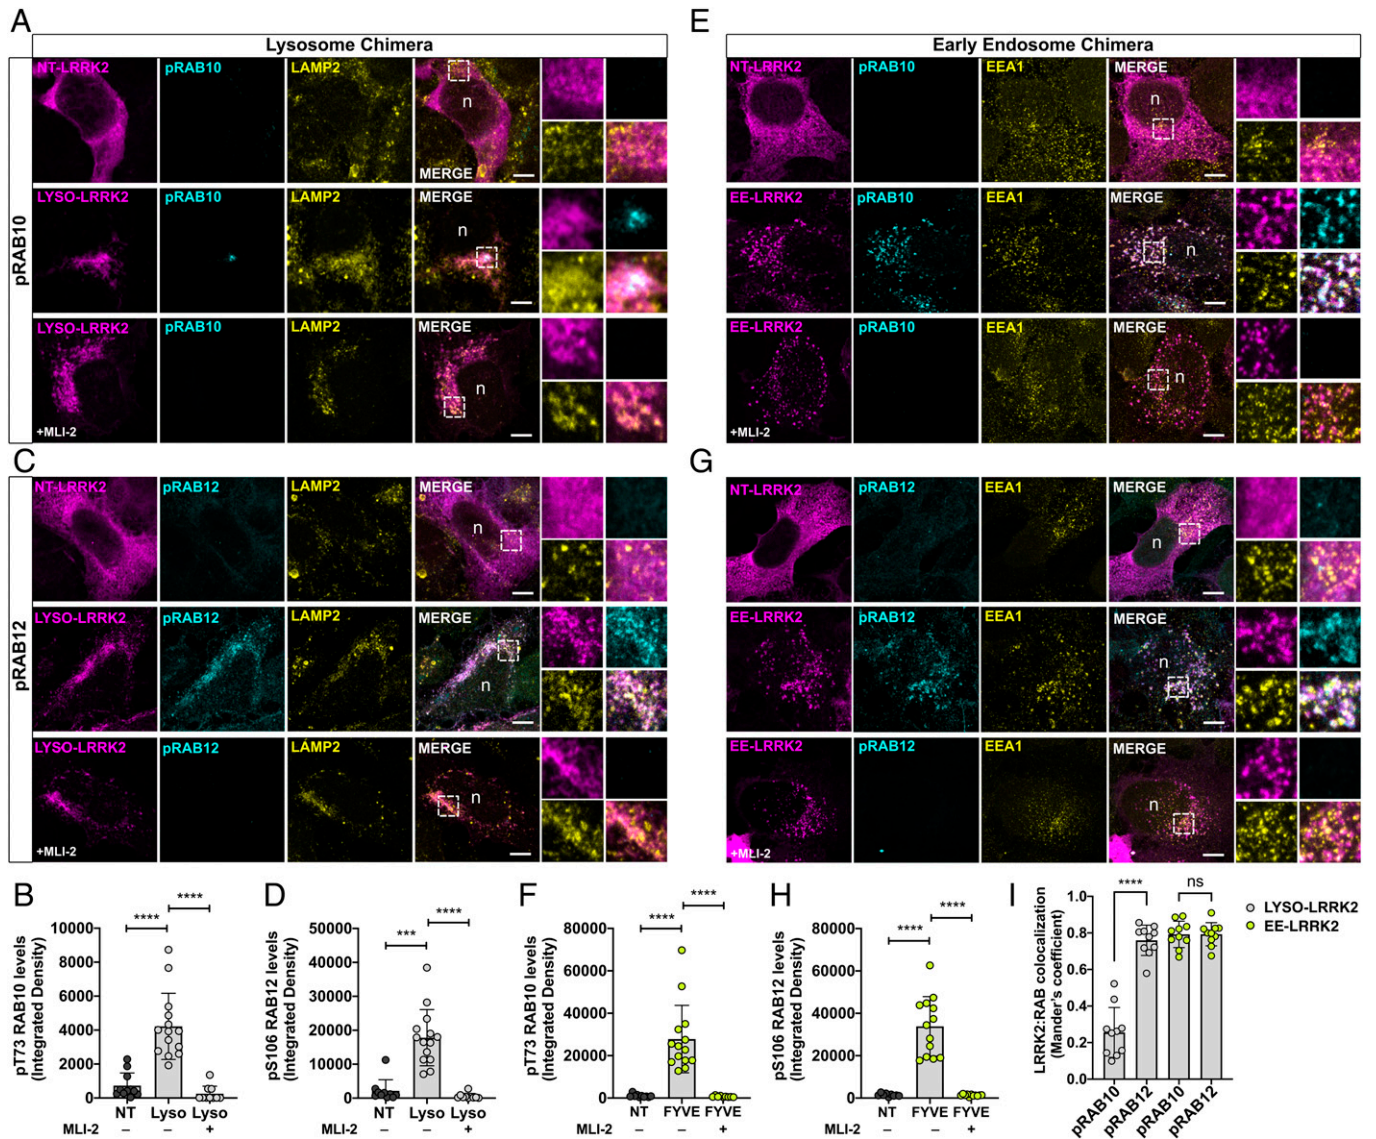 A
Lysosome Chimera
pRAB10
NT-LRRK2 pRAB10 LAMP2 MERGE
n
LYSO-LRRK2 pRAB10 LAMP2 MERGE
n
LYSO-LRRK2 pRAB10 LAMP2 MERGE
n
+MLI-2
E
Early Endosome Chimera
NT-LRRK2 pRAB10 EEA1 MERGE
n
EE-LRRK2 pRAB10 EEA1 MERGE
n
EE-LRRK2 pRAB10 EEA1 MERGE
n
+MLI-2
C
pRAB12
NT-LRRK2 pRAB12 LAMP2 MERGE
n
LYSO-LRRK2 pRAB12 LAMP2 MERGE
n
LYSO-LRRK2 pRAB12 LAMP2 MERGE
n
+MLI-2
G
NT-LRRK2 pRAB12 EEA1 MERGE
n
EE-LRRK2 pRAB12 EEA1 MERGE
n
EE-LRRK2 pRAB12 EEA1 MERGE
n
+MLI-2
B
pT73 RAB10 levels
(Integrated Density)
10000
8000
6000
4000
2000
0
****
****
NT Lyso Lyso
MLI-2 – – +
D
pS106 RAB12 levels
(Integrated Density)
50000
40000
30000
20000
10000
0
***
****
NT Lyso Lyso
MLI-2 – – +
F
pT73 RAB10 levels
(Integrated Density)
80000
60000
40000
20000
0
****
****
NT FYVE FYVE
MLI-2 – – +
H
pS106 RAB12 levels
(Integrated Density)
80000
60000
40000
20000
0
****
****
NT FYVE FYVE
MLI-2 – – +
I
LRRK2:RAB colocalization
(Mander's coefficient)
1.0
0.8
0.6
0.4
0.2
0.0
****
ns
pRAB10 pRAB12 pRAB10 pRAB12
LYSO-LRRK2
EE-LRRK2